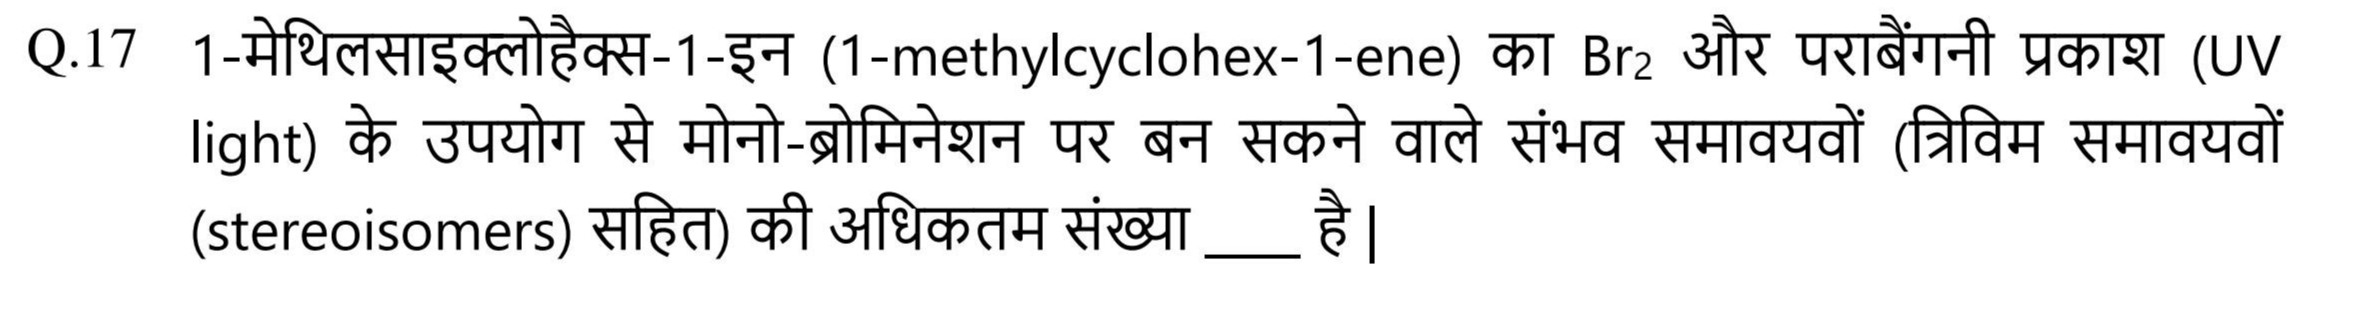 Q.17 1-मेथिलसाइक्लोहैक्स-1-इन (1-methylcyclohex-1-ene) का Br₂ और पराबैंगनी प्रकाश (UV
light) के उपयोग से मोनो-ब्रोमिनेशन पर बन सकने वाले संभव समावयवों (त्रिविम समावयवों
(stereoisomers) सहित) की अधिकतम संख्या ____ है|